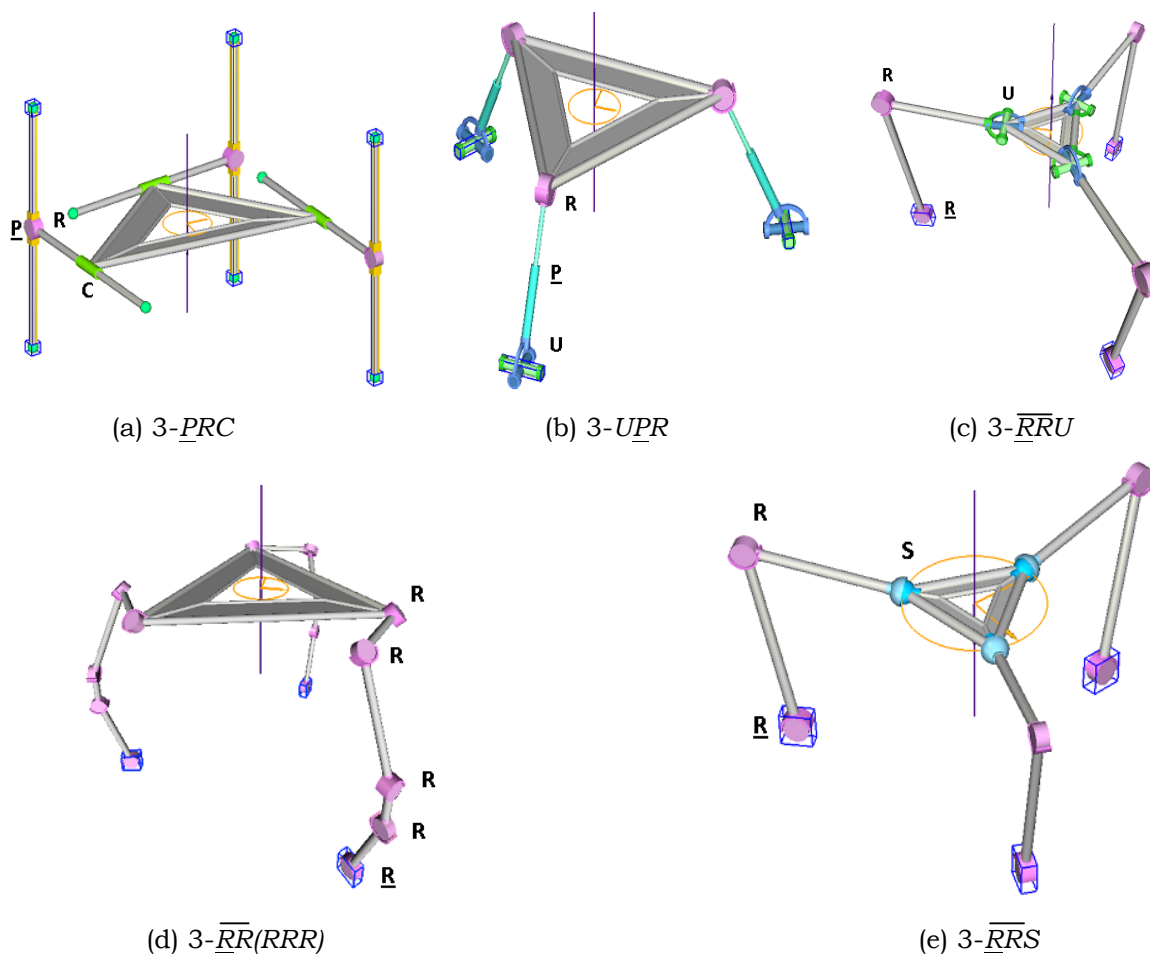 P
R
C
(a) 3-PRC
R
P
U
(b) 3-UPR
R
U
R
(c) 3-RRU
R
R
R
R
R
(d) 3-RR(RRR)
R
S
R
(e) 3-RRS